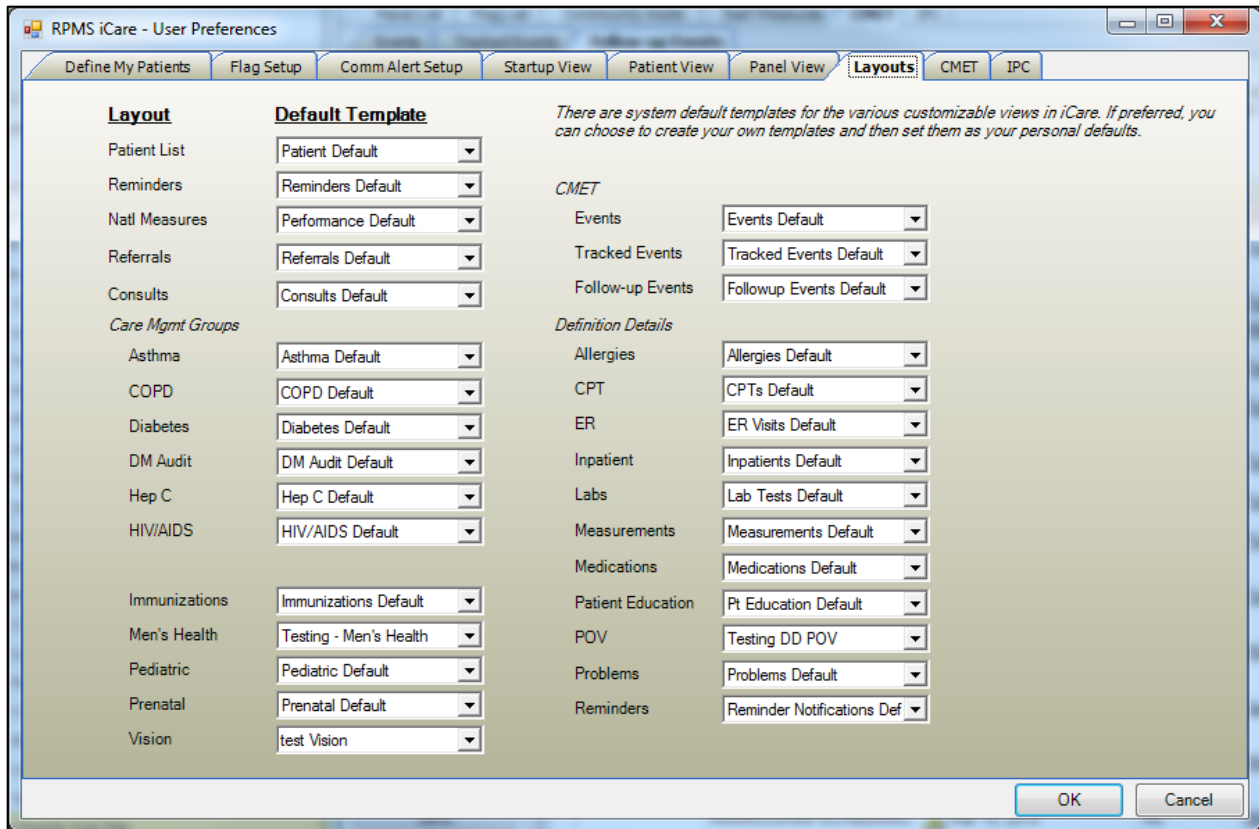 RPMS iCare - User Preferences
Define My Patients Flag Setup Comm Alert Setup Startup View Patient View Panel View Layouts CMET IPC
Layout Default Template
Patient List Patient Default
Reminders Reminders Default
Natl Measures Performance Default
Referrals Referrals Default
Consults Consults Default
Care Mgmt Groups
Asthma Asthma Default
COPD COPD Default
Diabetes Diabetes Default
DM Audit DM Audit Default
Hep C Hep C Default
HIV/AIDS HIV/AIDS Default
Immunizations Immunizations Default
Men's Health Testing - Men's Health
Pediatric Pediatric Default
Prenatal Prenatal Default
Vision test Vision
There are system default templates for the various customizable views in iCare. If preferred, you
can choose to create your own templates and then set them as your personal defaults.
CMET
Events Events Default
Tracked Events Tracked Events Default
Follow-up Events Followup Events Default
Definition Details
Allergies Allergies Default
CPT CPTs Default
ER ER Visits Default
Inpatient Inpatients Default
Labs Lab Tests Default
Measurements Measurements Default
Medications Medications Default
Patient Education Pt Education Default
POV Testing DD POV
Problems Problems Default
Reminders Reminder Notifications Def
OK Cancel